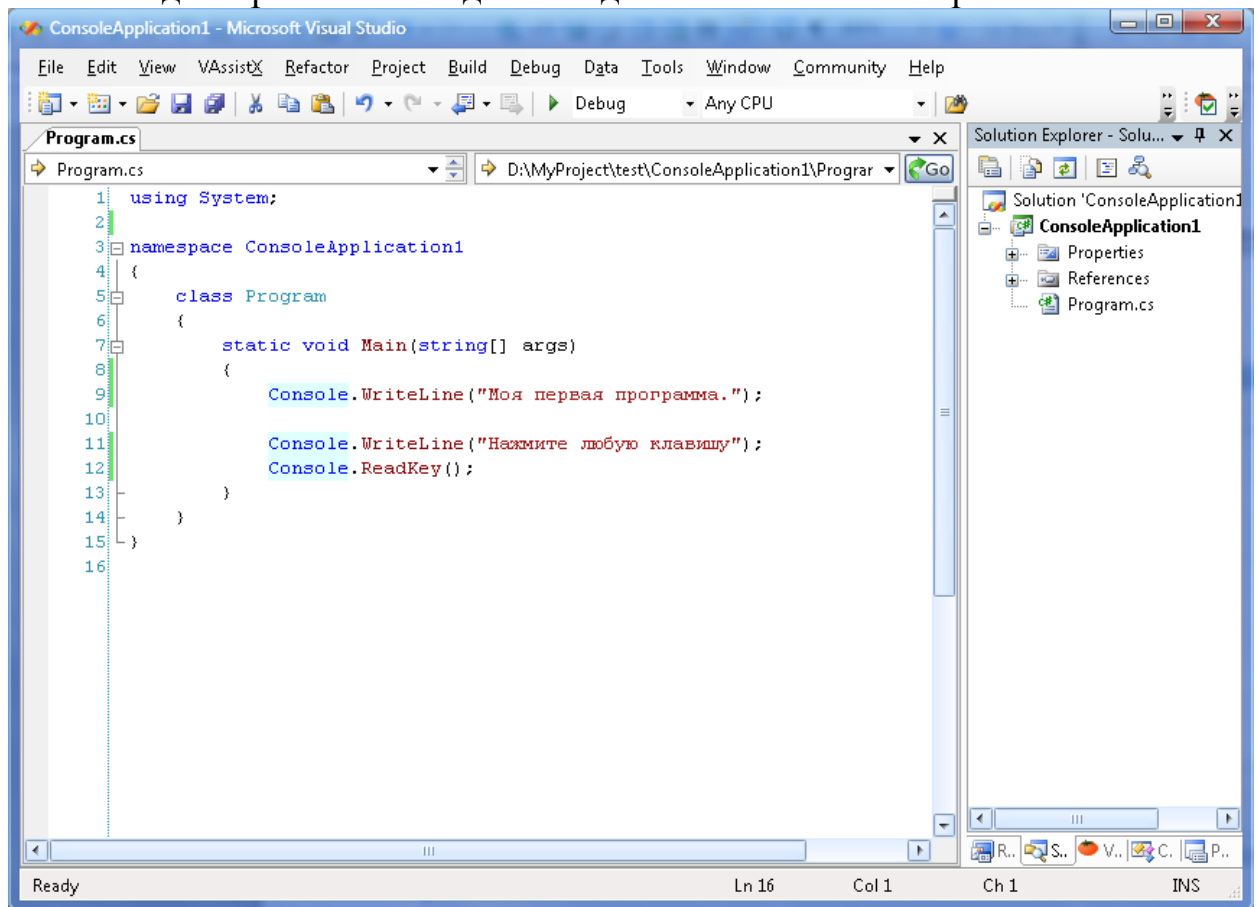 ConsoleApplication1 - Microsoft Visual Studio
File Edit View VAssistX Refactor Project Build Debug Data Tools Window Community Help
Debug Any CPU
Program.cs
Solution Explorer - Solu...
Program.cs D:\MyProject\test\ConsoleApplication1\Prograr Go
1 using System;
2
3 namespace ConsoleApplication1
4 {
5 class Program
6 {
7 static void Main(string[] args)
8 {
9 Console.WriteLine("Моя первая программа.");
10
11 Console.WriteLine("Нажмите любую клавишу");
12 Console.ReadKey();
13 }
14 }
15 }
16
Solution 'ConsoleApplication1
ConsoleApplication1
Properties
References
Program.cs
R.. S.. V.. C. P..
Ready Ln 16 Col 1 Ch 1 INS